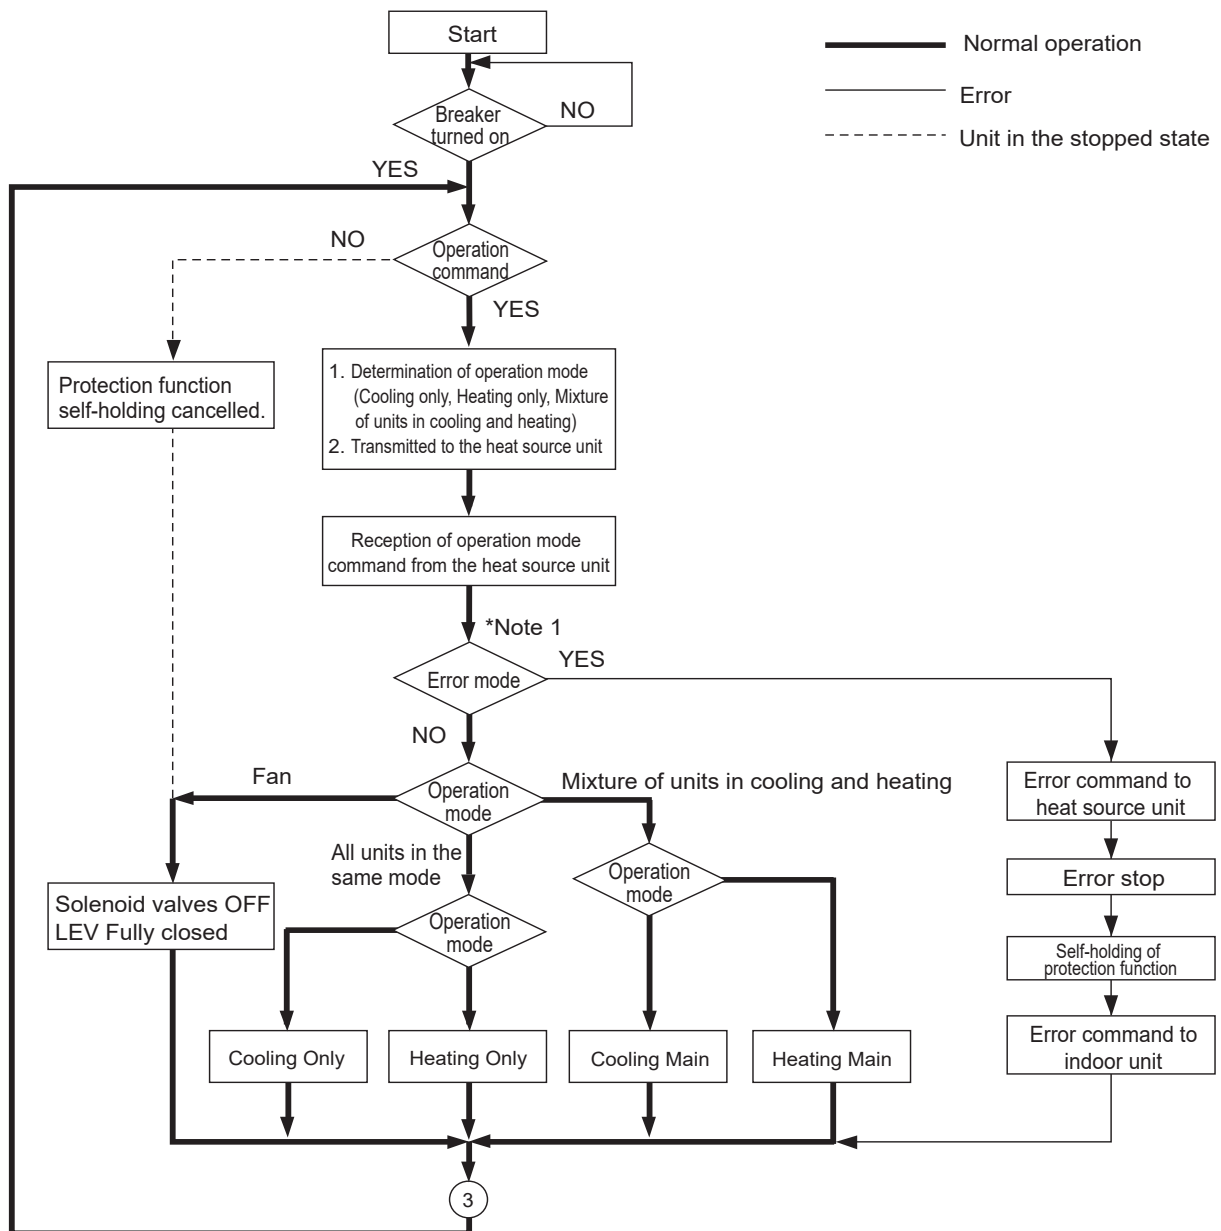 Start
Normal operation
Error
Unit in the stopped state
Breaker
turned on
NO
YES
NO
Operation
command
YES
Protection function
self-holding cancelled.
1. Determination of operation mode
(Cooling only, Heating only, Mixture
of units in cooling and heating)
2. Transmitted to the heat source unit
Reception of operation mode
command from the heat source unit
*Note 1
Error mode
YES
NO
Fan
Operation
mode
Mixture of units in cooling and heating
Error command to
heat source unit
All units in the
same mode
Operation
mode
Error stop
Solenoid valves OFF
LEV Fully closed
Operation
mode
Self-holding of
protection function
Cooling Only
Heating Only
Cooling Main
Heating Main
Error command to
indoor unit
3